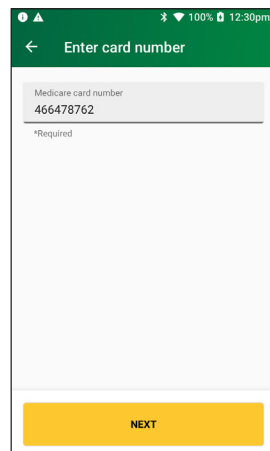 100% 12:30pm
Enter card number
Medicare card number
466478762
*Required
NEXT